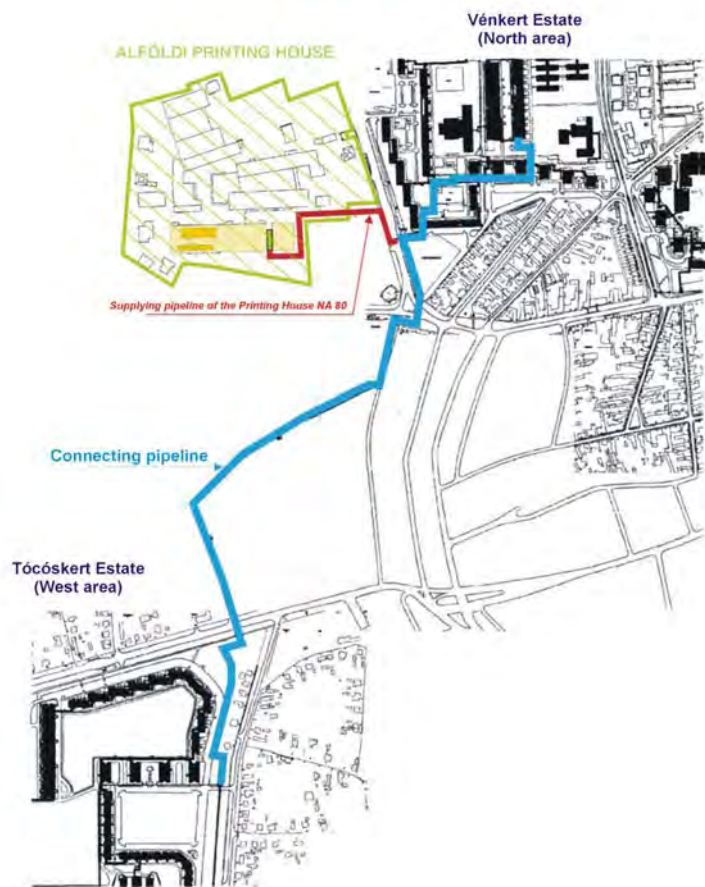 Vénkert Estate
(North area)
ALFÖLDI PRINTING HOUSE
Supplying pipeline of the Printing House NA 80
Connecting pipeline
Tócóskert Estate
(West area)